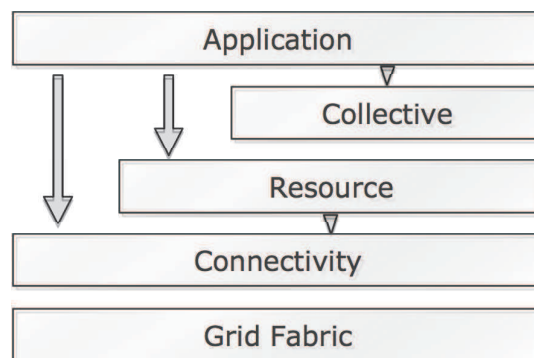 Application
Collective
Resource
Connectivity
Grid Fabric